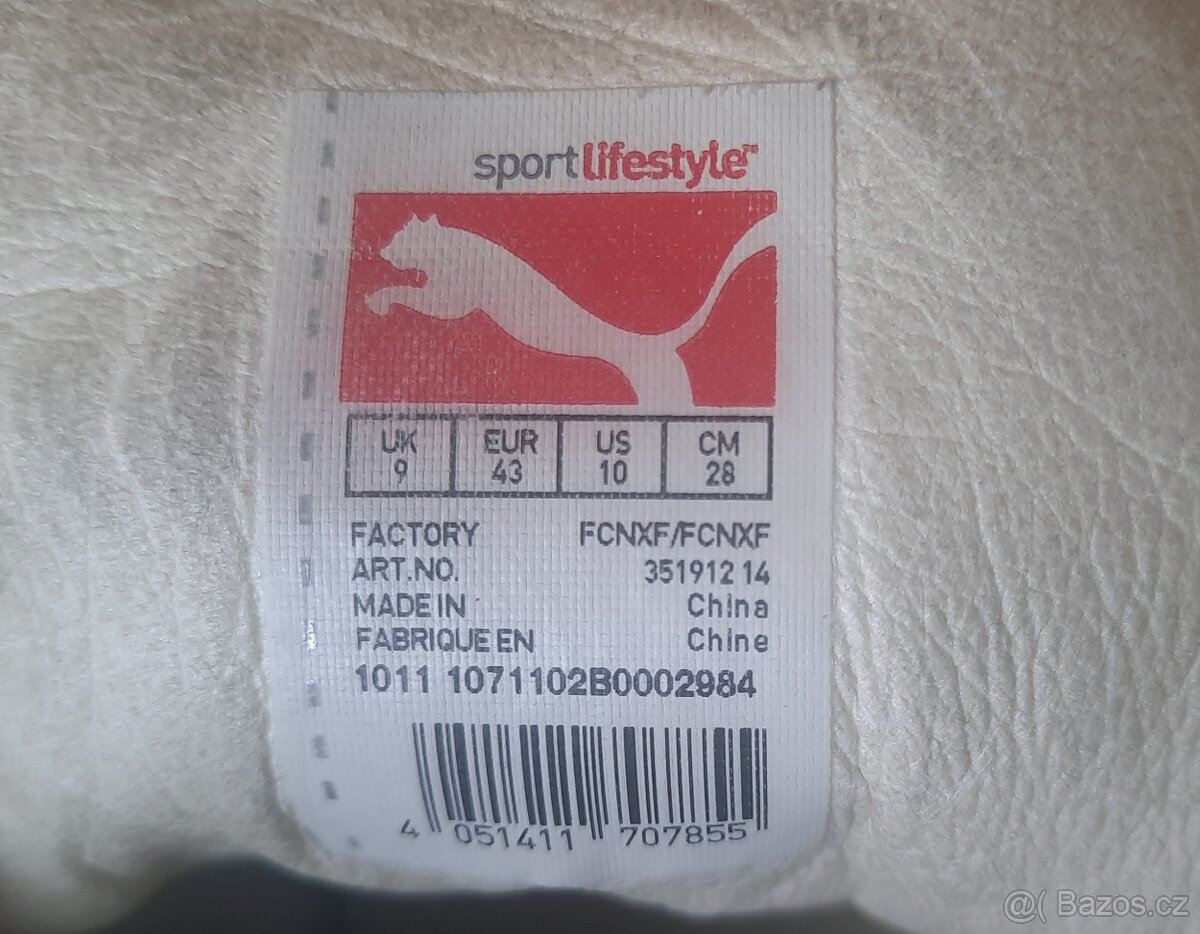 sportlifestyle™
UK EUR US CM
9 43 10 28
FACTORY FCNXF/FCNXF
ART.NO. 351912 14
MADE IN China
FABRIQUE EN Chine
1011 1071102B0002984
4 051411 707855
@( Bazos.cz